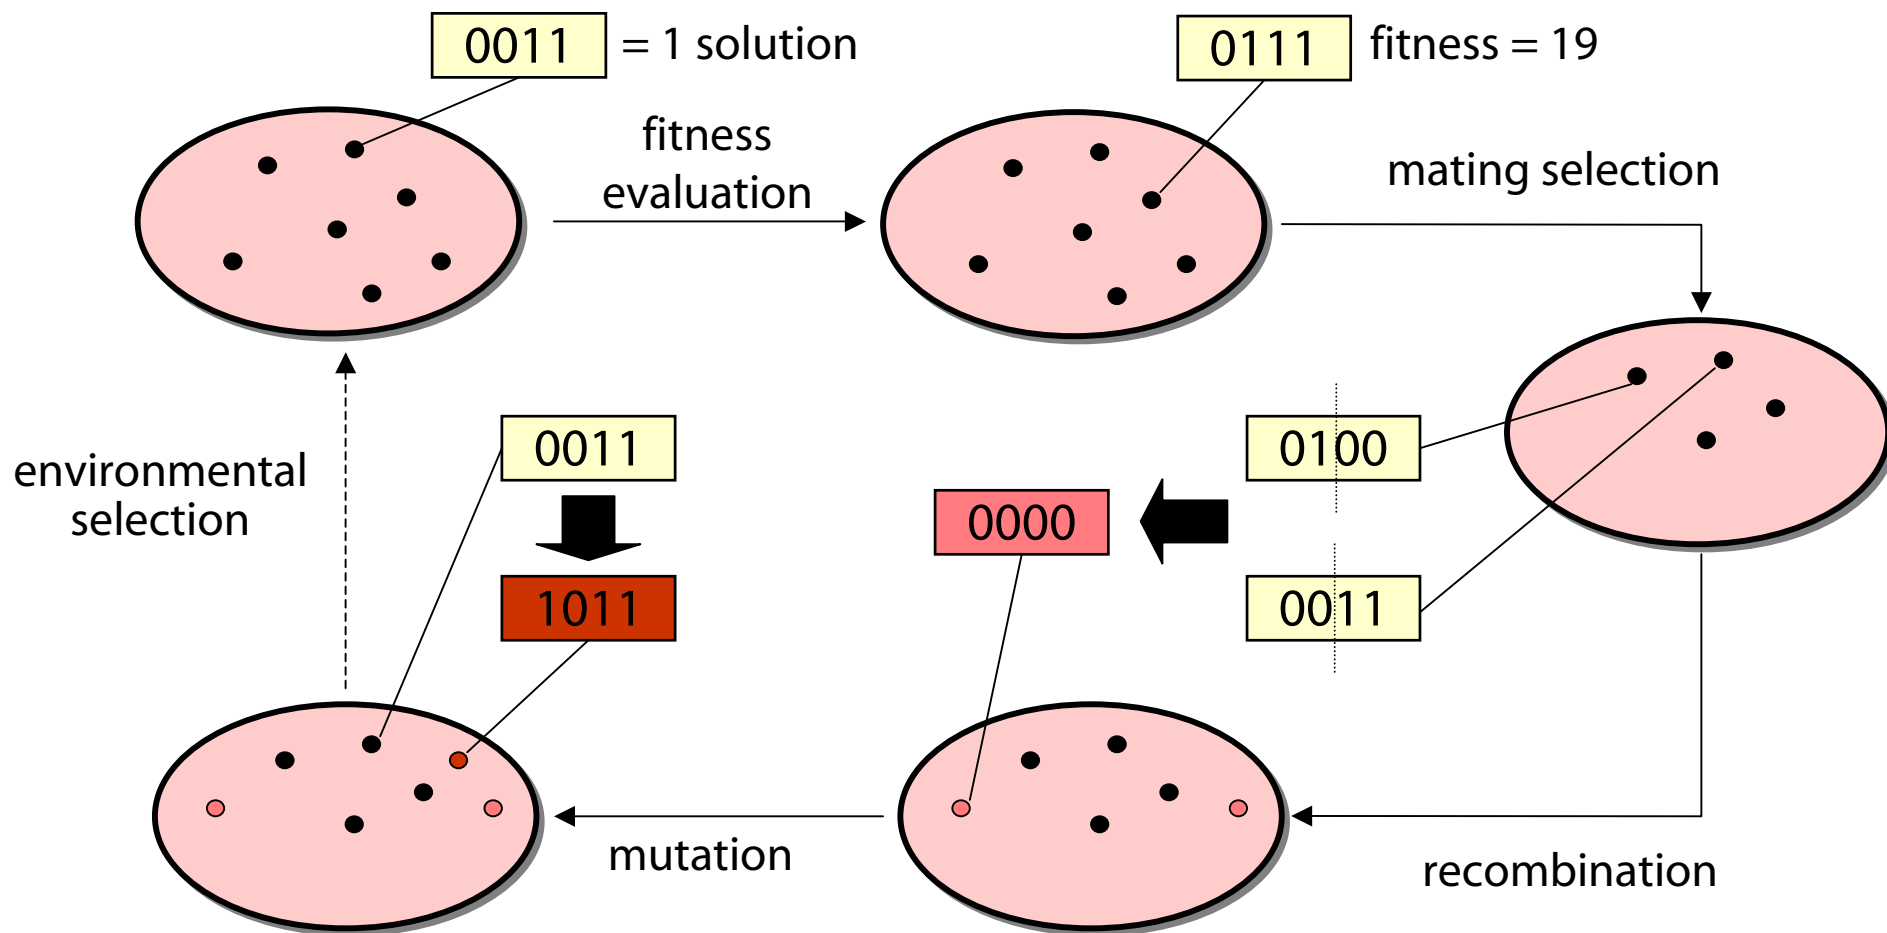 0011 = 1 solution
0111 fitness = 19
fitness
evaluation
mating selection
0011
0100
environmental
selection
0000
1011
0011
mutation
recombination